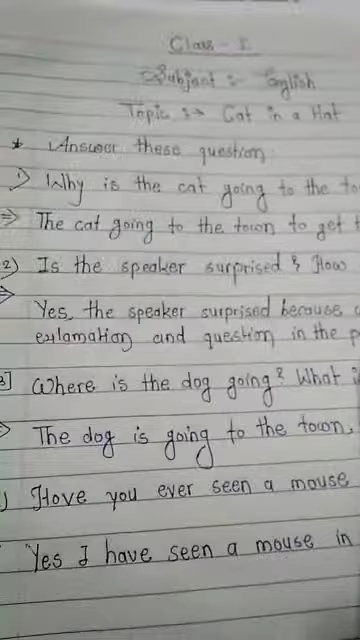 Class - I
Subject :- English
Topic :→ Cat in a Hat
* Answer these question
1) Why is the cat going to the to
⇒ The cat going to the town to get
2) Is the speaker surprised? How
Yes, the speaker surprised because
exlamation and question in the p
3] Where is the dog going? What i
The dog is going to the town,
) Have you ever seen a mouse
Yes I have seen a mouse in